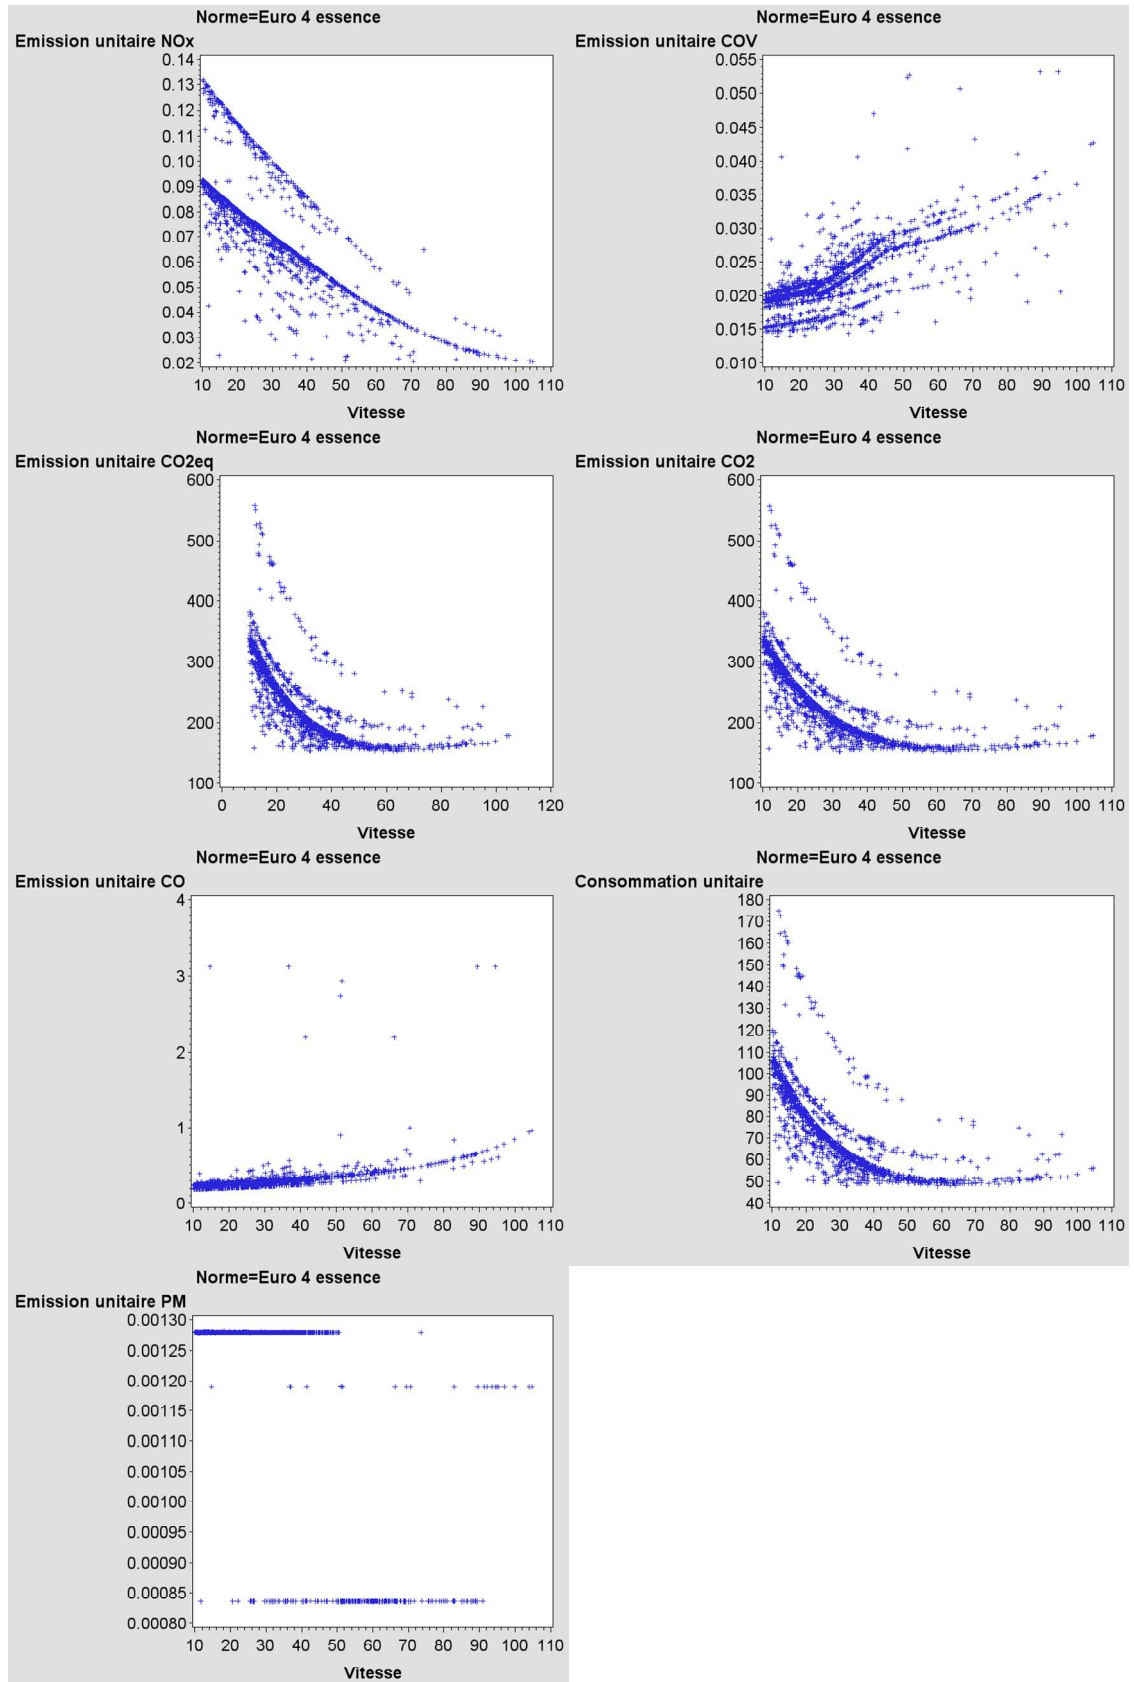 Norme=Euro 4 essence
Emission unitaire NOx
0.14
0.13
0.12
0.11
0.10
0.09
0.08
0.07
0.06
0.05
0.04
0.03
0.02
10 20 30 40 50 60 70 80 90 100 110
Vitesse
Norme=Euro 4 essence
Emission unitaire COV
0.055
0.050
0.045
0.040
0.035
0.030
0.025
0.020
0.015
0.010
10 20 30 40 50 60 70 80 90 100 110
Vitesse
Norme=Euro 4 essence
Emission unitaire CO2eq
600
500
400
300
200
100
0 20 40 60 80 100 120
Vitesse
Norme=Euro 4 essence
Emission unitaire CO2
600
500
400
300
200
100
10 20 30 40 50 60 70 80 90 100 110
Vitesse
Norme=Euro 4 essence
Emission unitaire CO
4
3
2
1
0
10 20 30 40 50 60 70 80 90 100 110
Vitesse
Norme=Euro 4 essence
Consommation unitaire
180
170
160
150
140
130
120
110
100
90
80
70
60
50
40
10 20 30 40 50 60 70 80 90 100 110
Vitesse
Norme=Euro 4 essence
Emission unitaire PM
0.00130
0.00125
0.00120
0.00115
0.00110
0.00105
0.00100
0.00095
0.00090
0.00085
0.00080
10 20 30 40 50 60 70 80 90 100 110
Vitesse